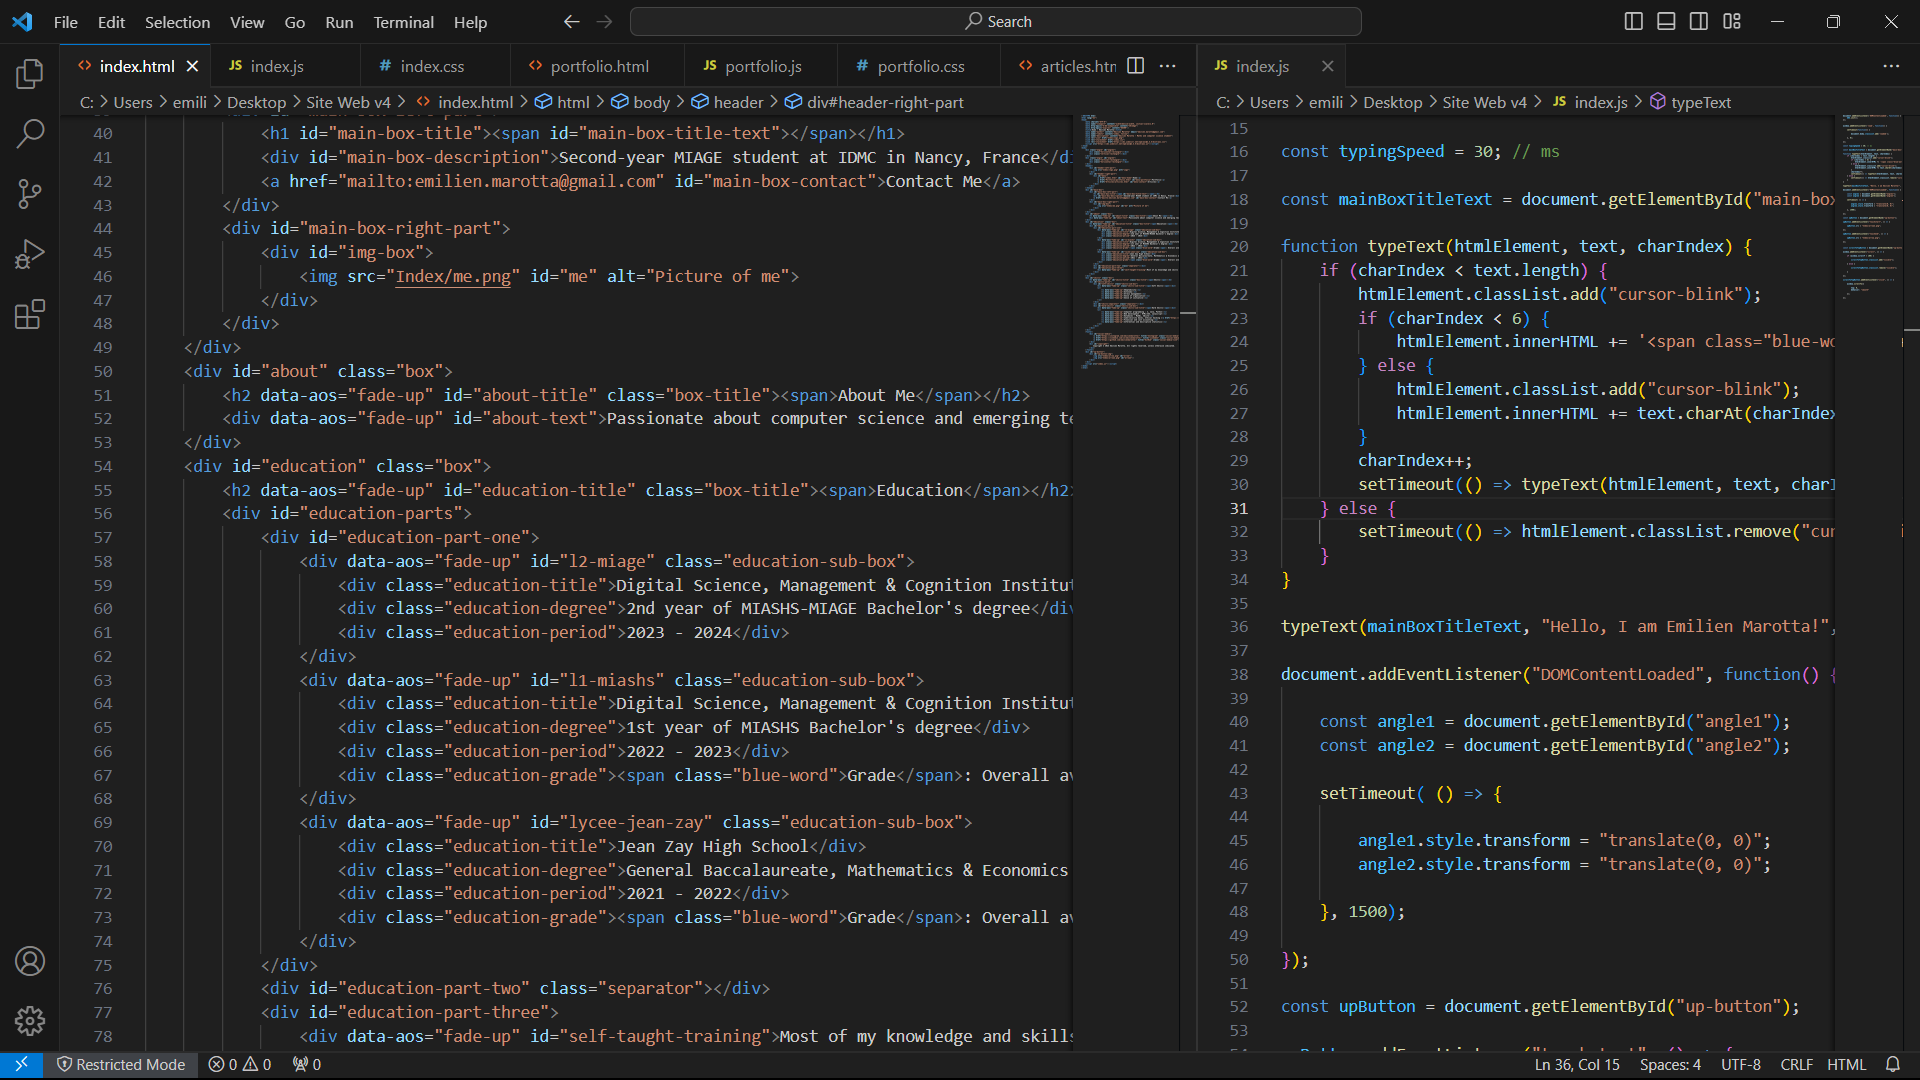 File Edit Selection View Go Run Terminal Help Search
index.html index.js index.css portfolio.html portfolio.js portfolio.css articles.htm
C: > Users > emili > Desktop > Site Web v4 > index.html > html > body > header > div#header-right-part
40 <h1 id="main-box-title"><span id="main-box-title-text"></span></h1>
41 <div id="main-box-description">Second-year MIAGE student at IDMC in Nancy, France</di
42 <a href="mailto:emilien.marotta@gmail.com" id="main-box-contact">Contact Me</a>
43 </div>
44 <div id="main-box-right-part">
45 <div id="img-box">
46 <img src="Index/me.png" id="me" alt="Picture of me">
47 </div>
48 </div>
49 </div>
50 <div id="about" class="box">
51 <h2 data-aos="fade-up" id="about-title" class="box-title"><span>About Me</span></h2>
52 <div data-aos="fade-up" id="about-text">Passionate about computer science and emerging te
53 </div>
54 <div id="education" class="box">
55 <h2 data-aos="fade-up" id="education-title" class="box-title"><span>Education</span></h2>
56 <div id="education-parts">
57 <div id="education-part-one">
58 <div data-aos="fade-up" id="l2-miage" class="education-sub-box">
59 <div class="education-title">Digital Science, Management & Cognition Institut
60 <div class="education-degree">2nd year of MIASHS-MIAGE Bachelor's degree</div
61 <div class="education-period">2023 - 2024</div>
62 </div>
63 <div data-aos="fade-up" id="l1-miashs" class="education-sub-box">
64 <div class="education-title">Digital Science, Management & Cognition Institut
65 <div class="education-degree">1st year of MIASHS Bachelor's degree</div>
66 <div class="education-period">2022 - 2023</div>
67 <div class="education-grade"><span class="blue-word">Grade</span>: Overall av
68 </div>
69 <div data-aos="fade-up" id="lycee-jean-zay" class="education-sub-box">
70 <div class="education-title">Jean Zay High School</div>
71 <div class="education-degree">General Baccalaureate, Mathematics & Economics
72 <div class="education-period">2021 - 2022</div>
73 <div class="education-grade"><span class="blue-word">Grade</span>: Overall av
74 </div>
75 </div>
76 <div id="education-part-two" class="separator"></div>
77 <div id="education-part-three">
78 <div data-aos="fade-up" id="self-taught-training">Most of my knowledge and skills
index.js
C: > Users > emili > Desktop > Site Web v4 > index.js > typeText
15
16 const typingSpeed = 30; // ms
17
18 const mainBoxTitleText = document.getElementById("main-box
19
20 function typeText(htmlElement, text, charIndex) {
21 if (charIndex < text.length) {
22 htmlElement.classList.add("cursor-blink");
23 if (charIndex < 6) {
24 htmlElement.innerHTML += '<span class="blue-wo
25 } else {
26 htmlElement.classList.add("cursor-blink");
27 htmlElement.innerHTML += text.charAt(charIndex
28 }
29 charIndex++;
30 setTimeout(() => typeText(htmlElement, text, charI
31 } else {
32 setTimeout(() => htmlElement.classList.remove("cur
33 }
34 }
35
36 typeText(mainBoxTitleText, "Hello, I am Emilien Marotta!",
37
38 document.addEventListener("DOMContentLoaded", function() {
39
40 const angle1 = document.getElementById("angle1");
41 const angle2 = document.getElementById("angle2");
42
43 setTimeout( () => {
44
45 angle1.style.transform = "translate(0, 0)";
46 angle2.style.transform = "translate(0, 0)";
47
48 }, 1500);
49
50 });
51
52 const upButton = document.getElementById("up-button");
53
Restricted Mode 0 0 0 Ln 36, Col 15 Spaces: 4 UTF-8 CRLF HTML